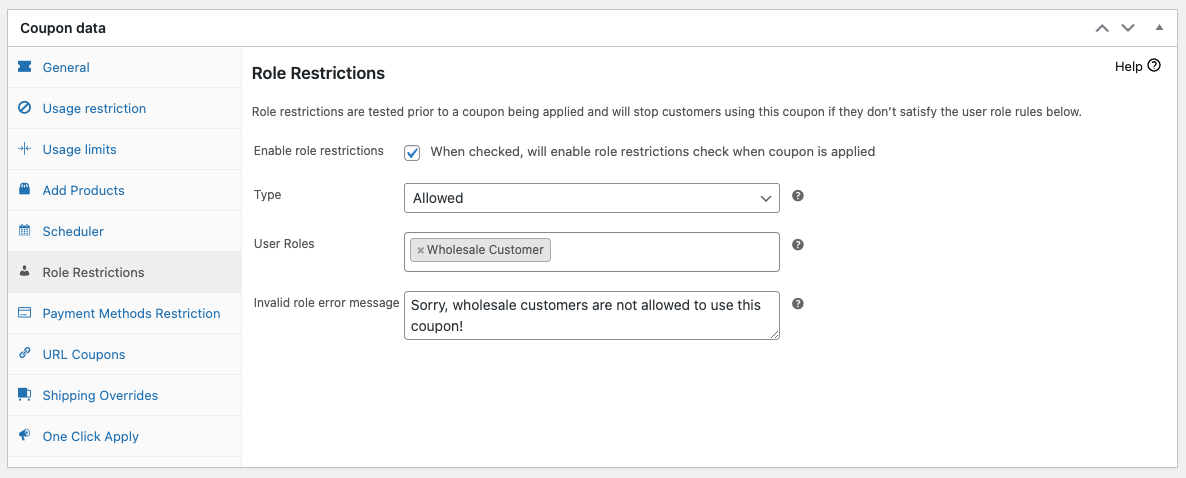 Coupon data
General
Usage restriction
Usage limits
Add Products
Scheduler
Role Restrictions
Payment Methods Restriction
URL Coupons
Shipping Overrides
One Click Apply
Role Restrictions
Help
Role restrictions are tested prior to a coupon being applied and will stop customers using this coupon if they don’t satisfy the user role rules below.
Enable role restrictions
When checked, will enable role restrictions check when coupon is applied
Type
Allowed
User Roles
× Wholesale Customer
Invalid role error message
Sorry, wholesale customers are not allowed to use this
coupon!